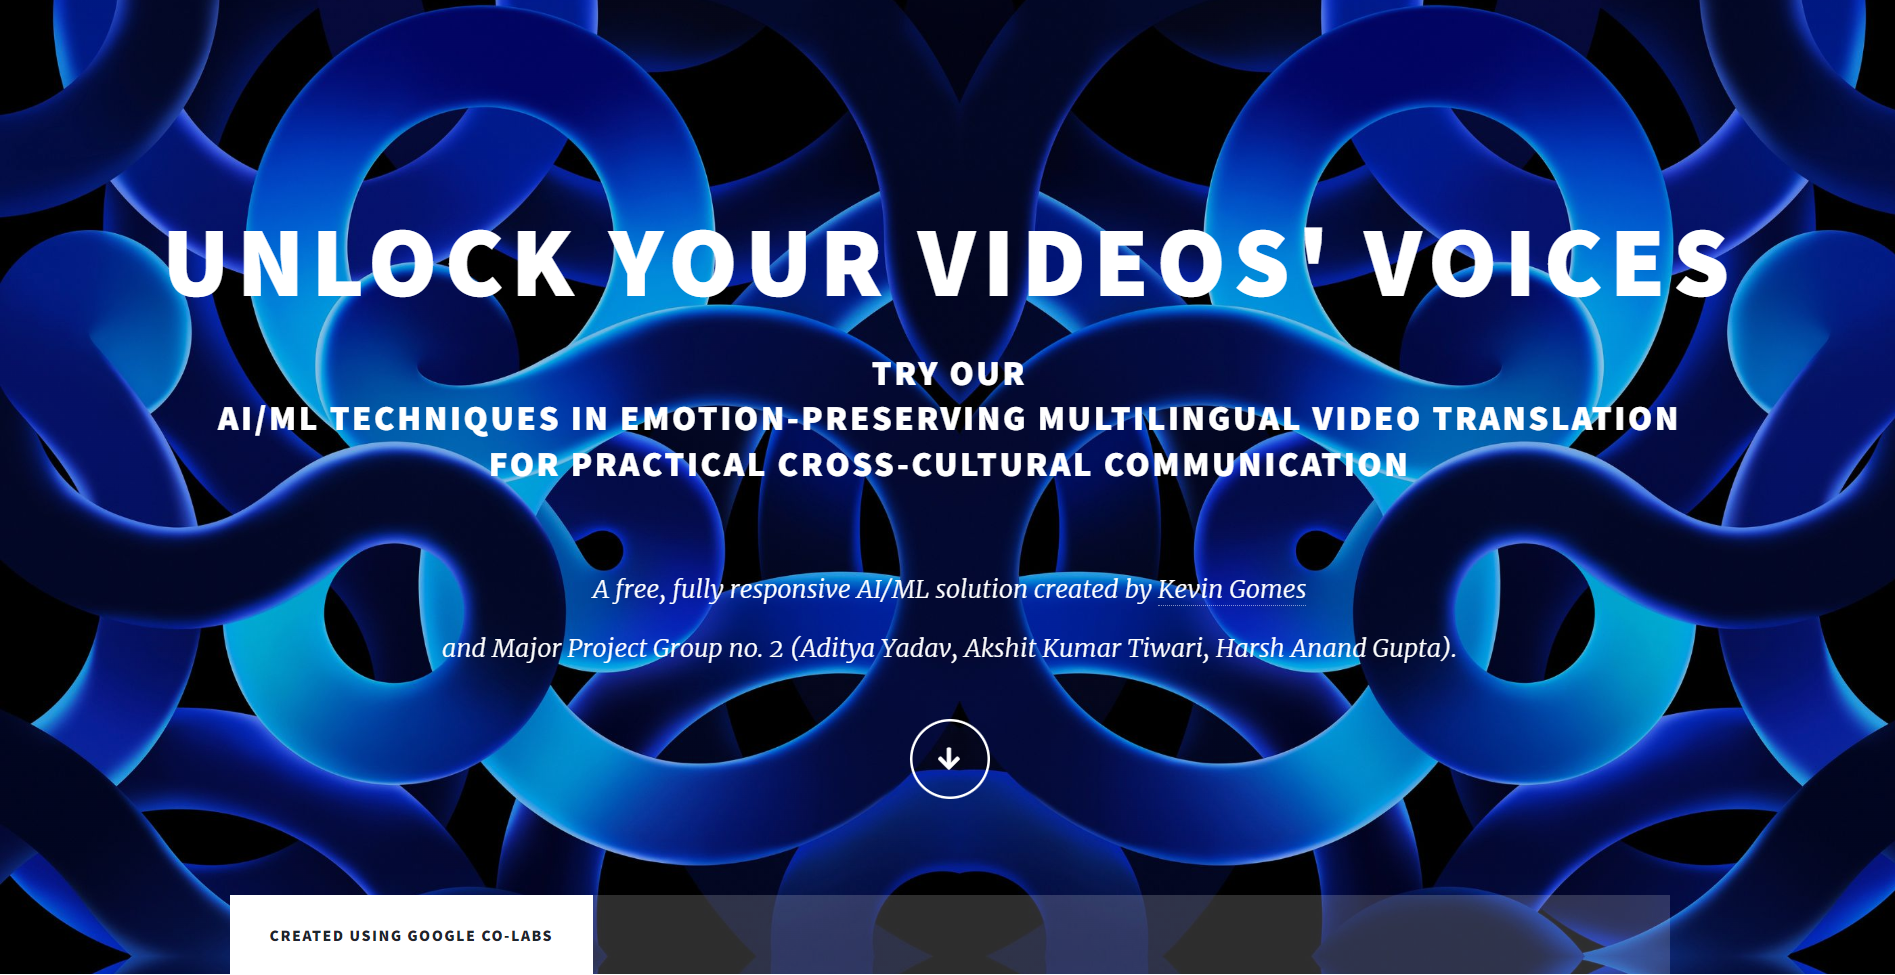 UNLOCK YOUR VIDEOS' VOICES
TRY OUR
AI/ML TECHNIQUES IN EMOTION-PRESERVING MULTILINGUAL VIDEO TRANSLATION
FOR PRACTICAL CROSS-CULTURAL COMMUNICATION
A free, fully responsive AI/ML solution created by Kevin Gomes
and Major Project Group no. 2 (Aditya Yadav, Akshit Kumar Tiwari, Harsh Anand Gupta).
CREATED USING GOOGLE CO-LABS